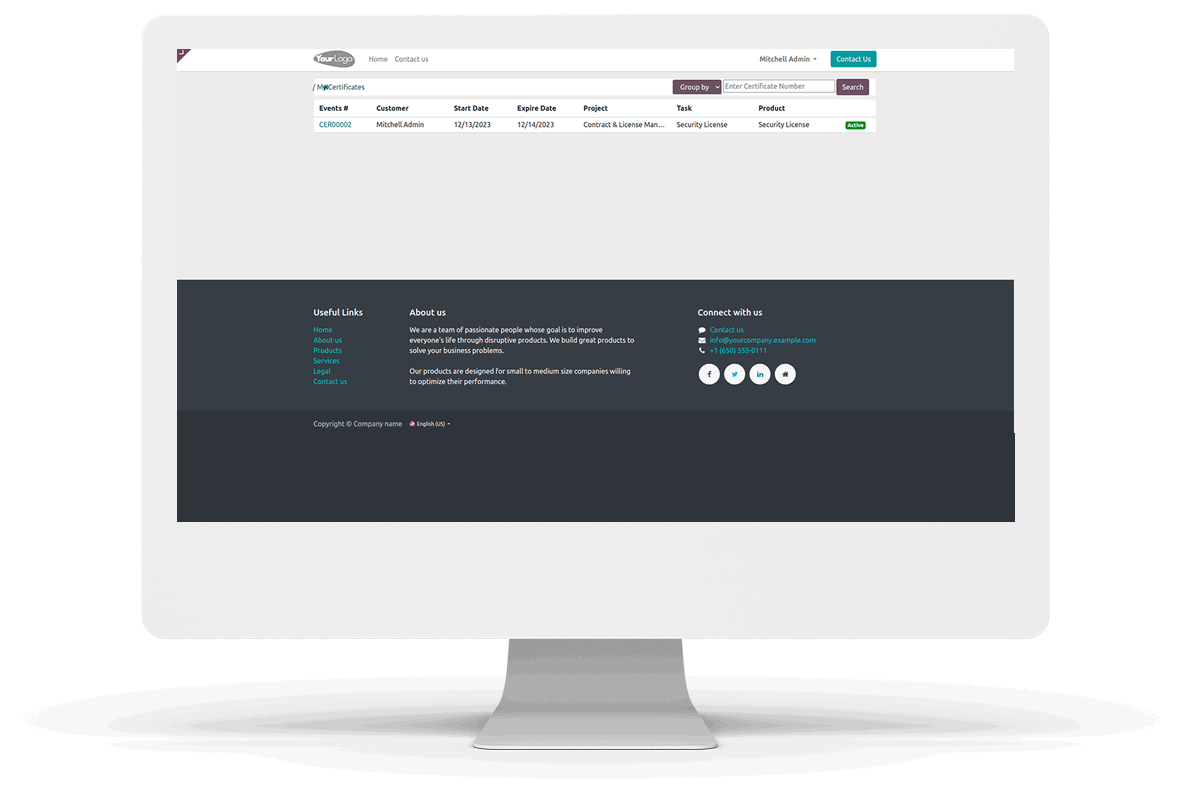 YourLogo Home Contact us Mitchell Admin Contact Us
/ My Certificates Group by Enter Certificate Number Search
Events # Customer Start Date Expire Date Project Task Product
CER00002 Mitchell Admin 12/13/2023 12/14/2023 Contract & License Man... Security License Security License Active
Useful Links
Home
About us
Products
Services
Legal
Contact us
About us
We are a team of passionate people whose goal is to improve
everyone's life through disruptive products. We build great products to
solve your business problems.
Our products are designed for small to medium size companies willing
to optimize their performance.
Connect with us
Contact us
info@yourcompany.example.com
+1 (650) 555-0111
Copyright © Company name English (US)